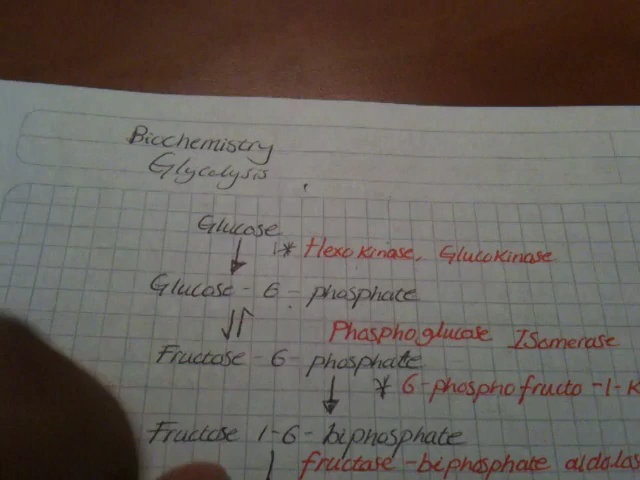 Biochemistry
Glycolysis
Glucose
* Hexokinase, Glucokinase
Glucose - 6 - phosphate
Phosphoglucose Isomerase
Fructose - 6 - phosphate
* 6-phosphofructo-1-K
Fructose 1-6-biphosphate
fructose-biphosphate aldolas